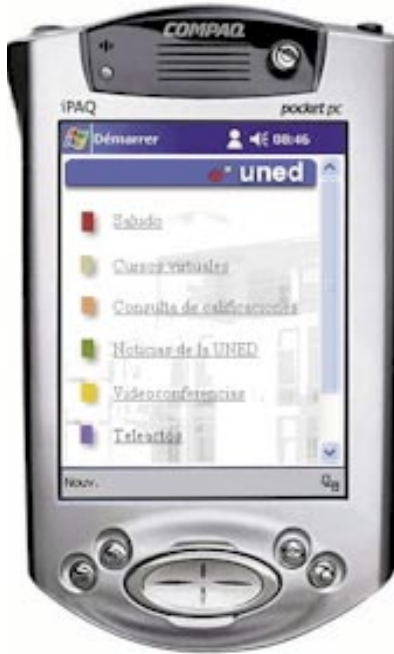 COMPAQ
iPAQ pocket pc
Démarrer 08:46
uned
Saludo
Cursos virtuales
Consulta de calificaciones
Noticias de la UNED
Videoconferencias
Teleactos
Nouv.